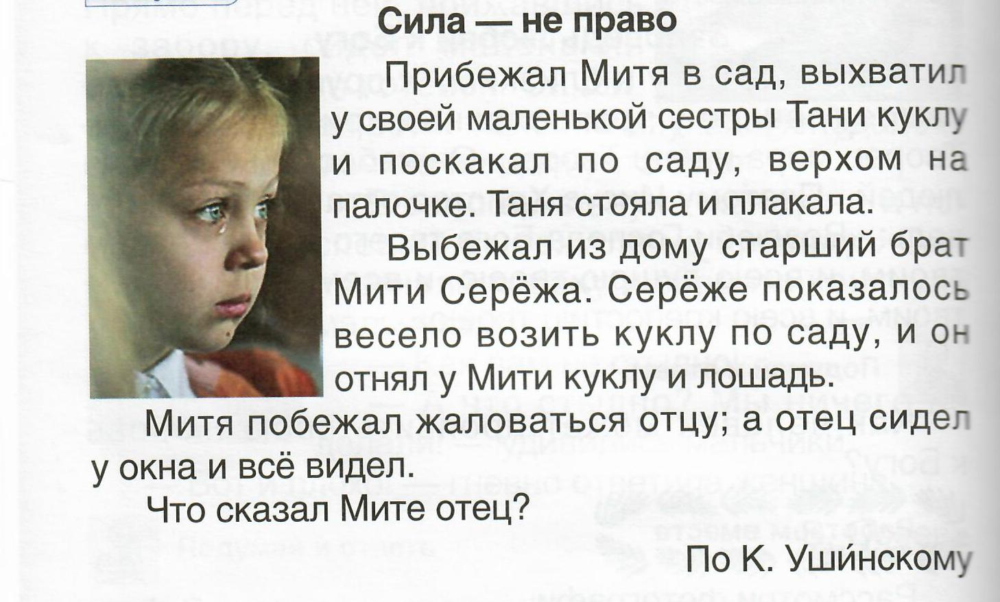 Сила — не право
Прибежал Митя в сад, выхватил
у своей маленькой сестры Тани куклу
и поскакал по саду, верхом на
палочке. Таня стояла и плакала.
Выбежал из дому старший брат
Мити Серёжа. Серёже показалось
весело возить куклу по саду, и он
отнял у Мити куклу и лошадь.
Митя побежал жаловаться отцу; а отец сидел
у окна и всё видел.
Что сказал Мите отец?
По К. Уши́нскому